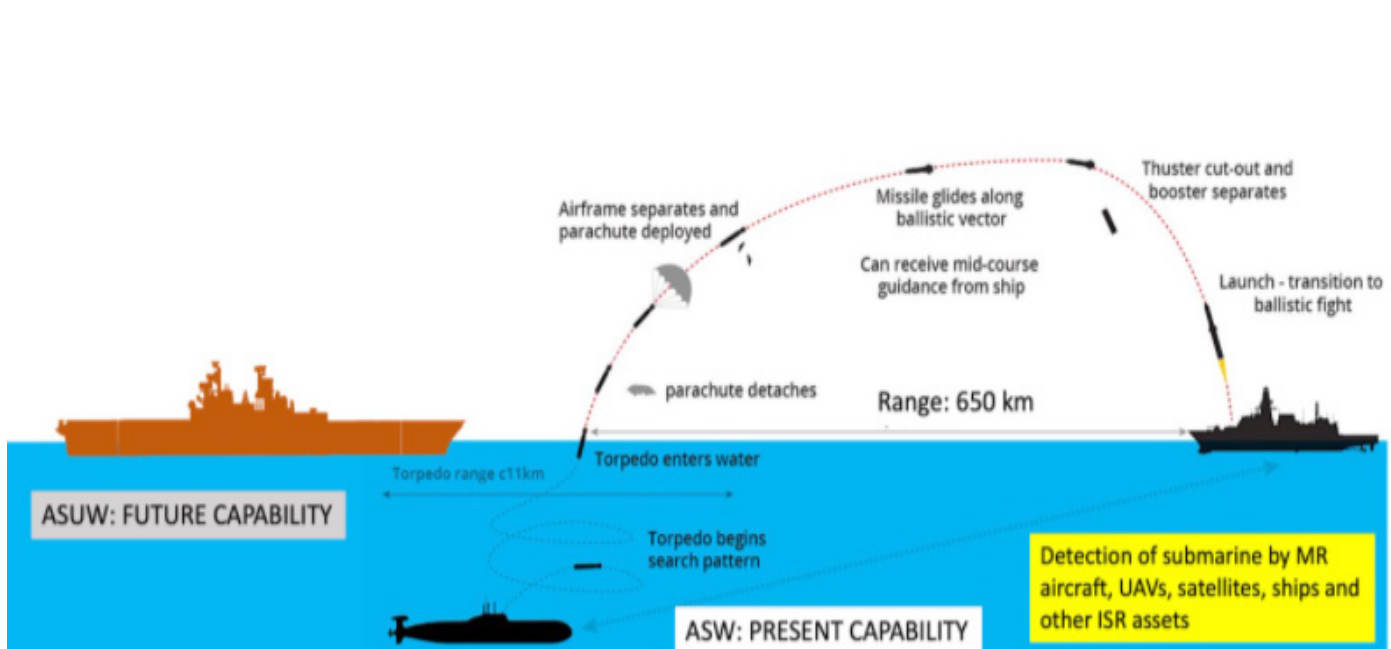 Thuster cut-out and
booster separates
Missile glides along
ballistic vector
Airframe separates and
parachute deployed
Can receive mid-course
guidance from ship
Launch - transition to
ballistic fight
parachute detaches
Range: 650 km
Torpedo enters water
Torpedo range c11km
ASUW: FUTURE CAPABILITY
Torpedo begins
search pattern
Detection of submarine by MR
aircraft, UAVs, satellites, ships and
other ISR assets
ASW: PRESENT CAPABILITY